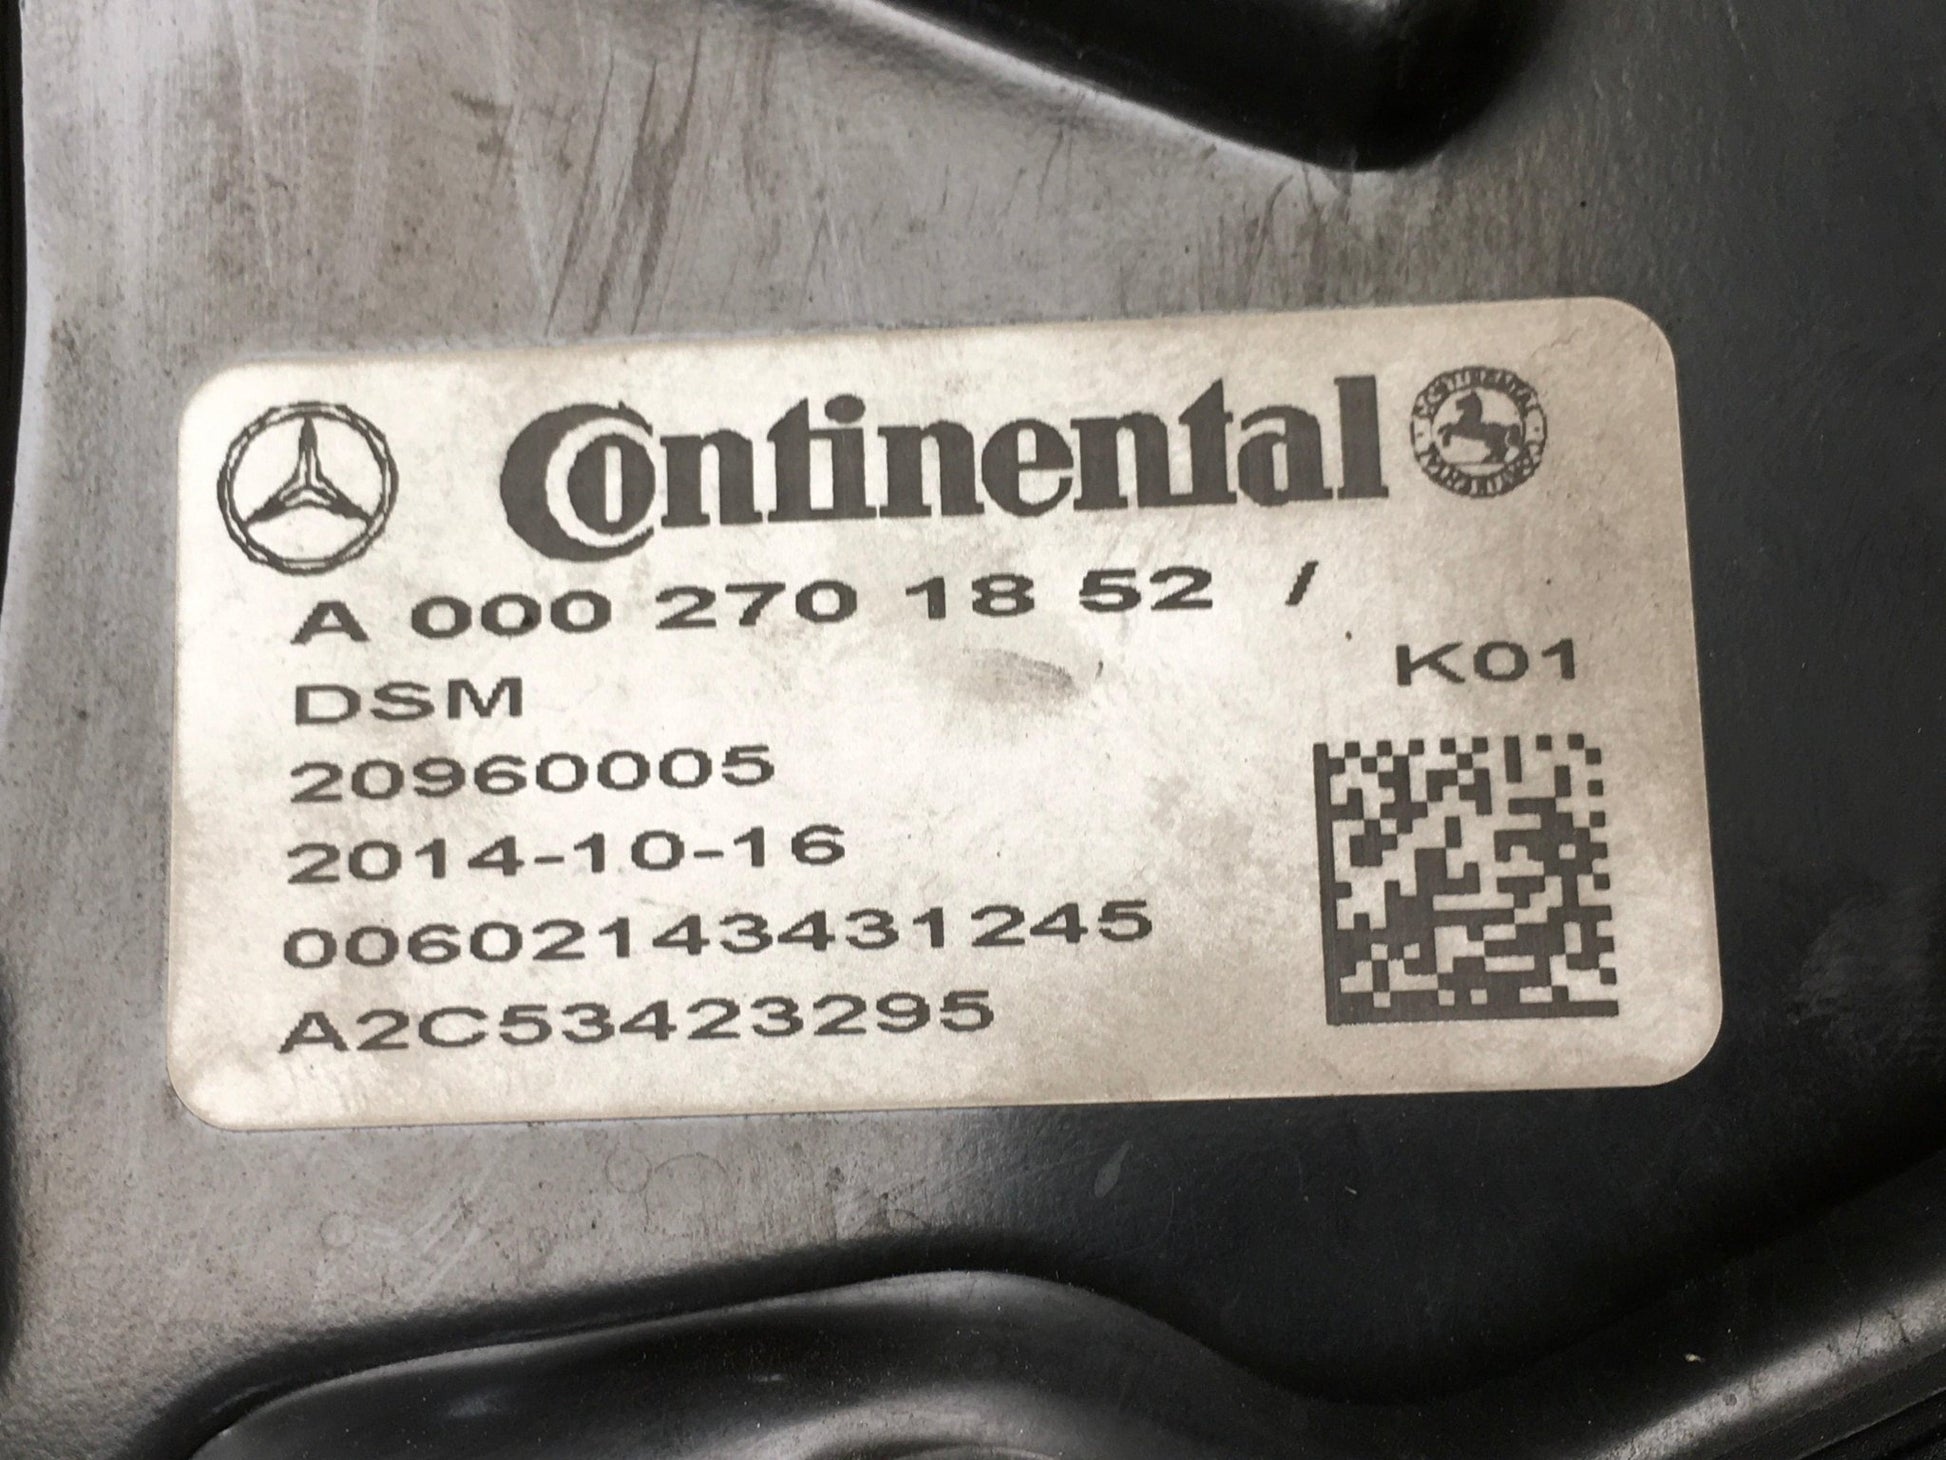 Continental
A 000 270 18 52 /
K01
DSM
20960005
2014-10-16
00602143431245
A2C53423295